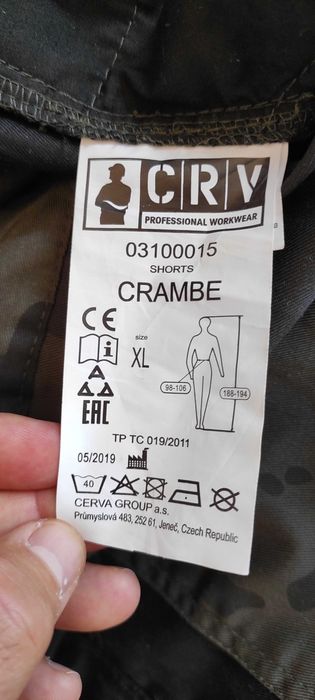 CRV
PROFESSIONAL WORKWEAR
03100015
SHORTS
CRAMBE
CE
size
XL
i
A
EAC
98-106
188-194
TP TC 019/2011
05/2019
40
CERVA GROUP a.s.
Průmyslová 483, 252 61, Jeneč, Czech Republic